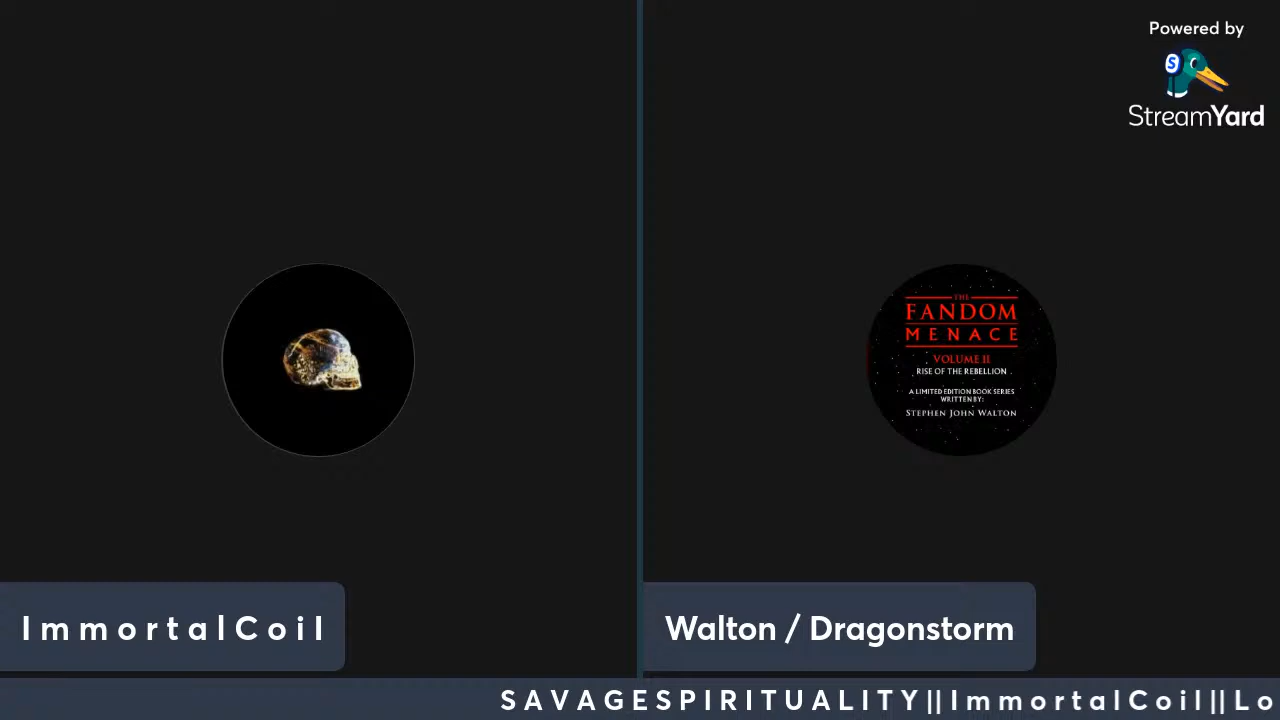 Powered by
S
StreamYard
THE
FANDOM
MENACE
VOLUME II
RISE OF THE REBELLION
A LIMITED EDITION BOOK SERIES
WRITTEN BY:
STEPHEN JOHN WALTON
I m m o r t a l C o i l
Walton / Dragonstorm
S A V A G E S P I R I T U A L I T Y || I m m o r t a l C o i l || L o